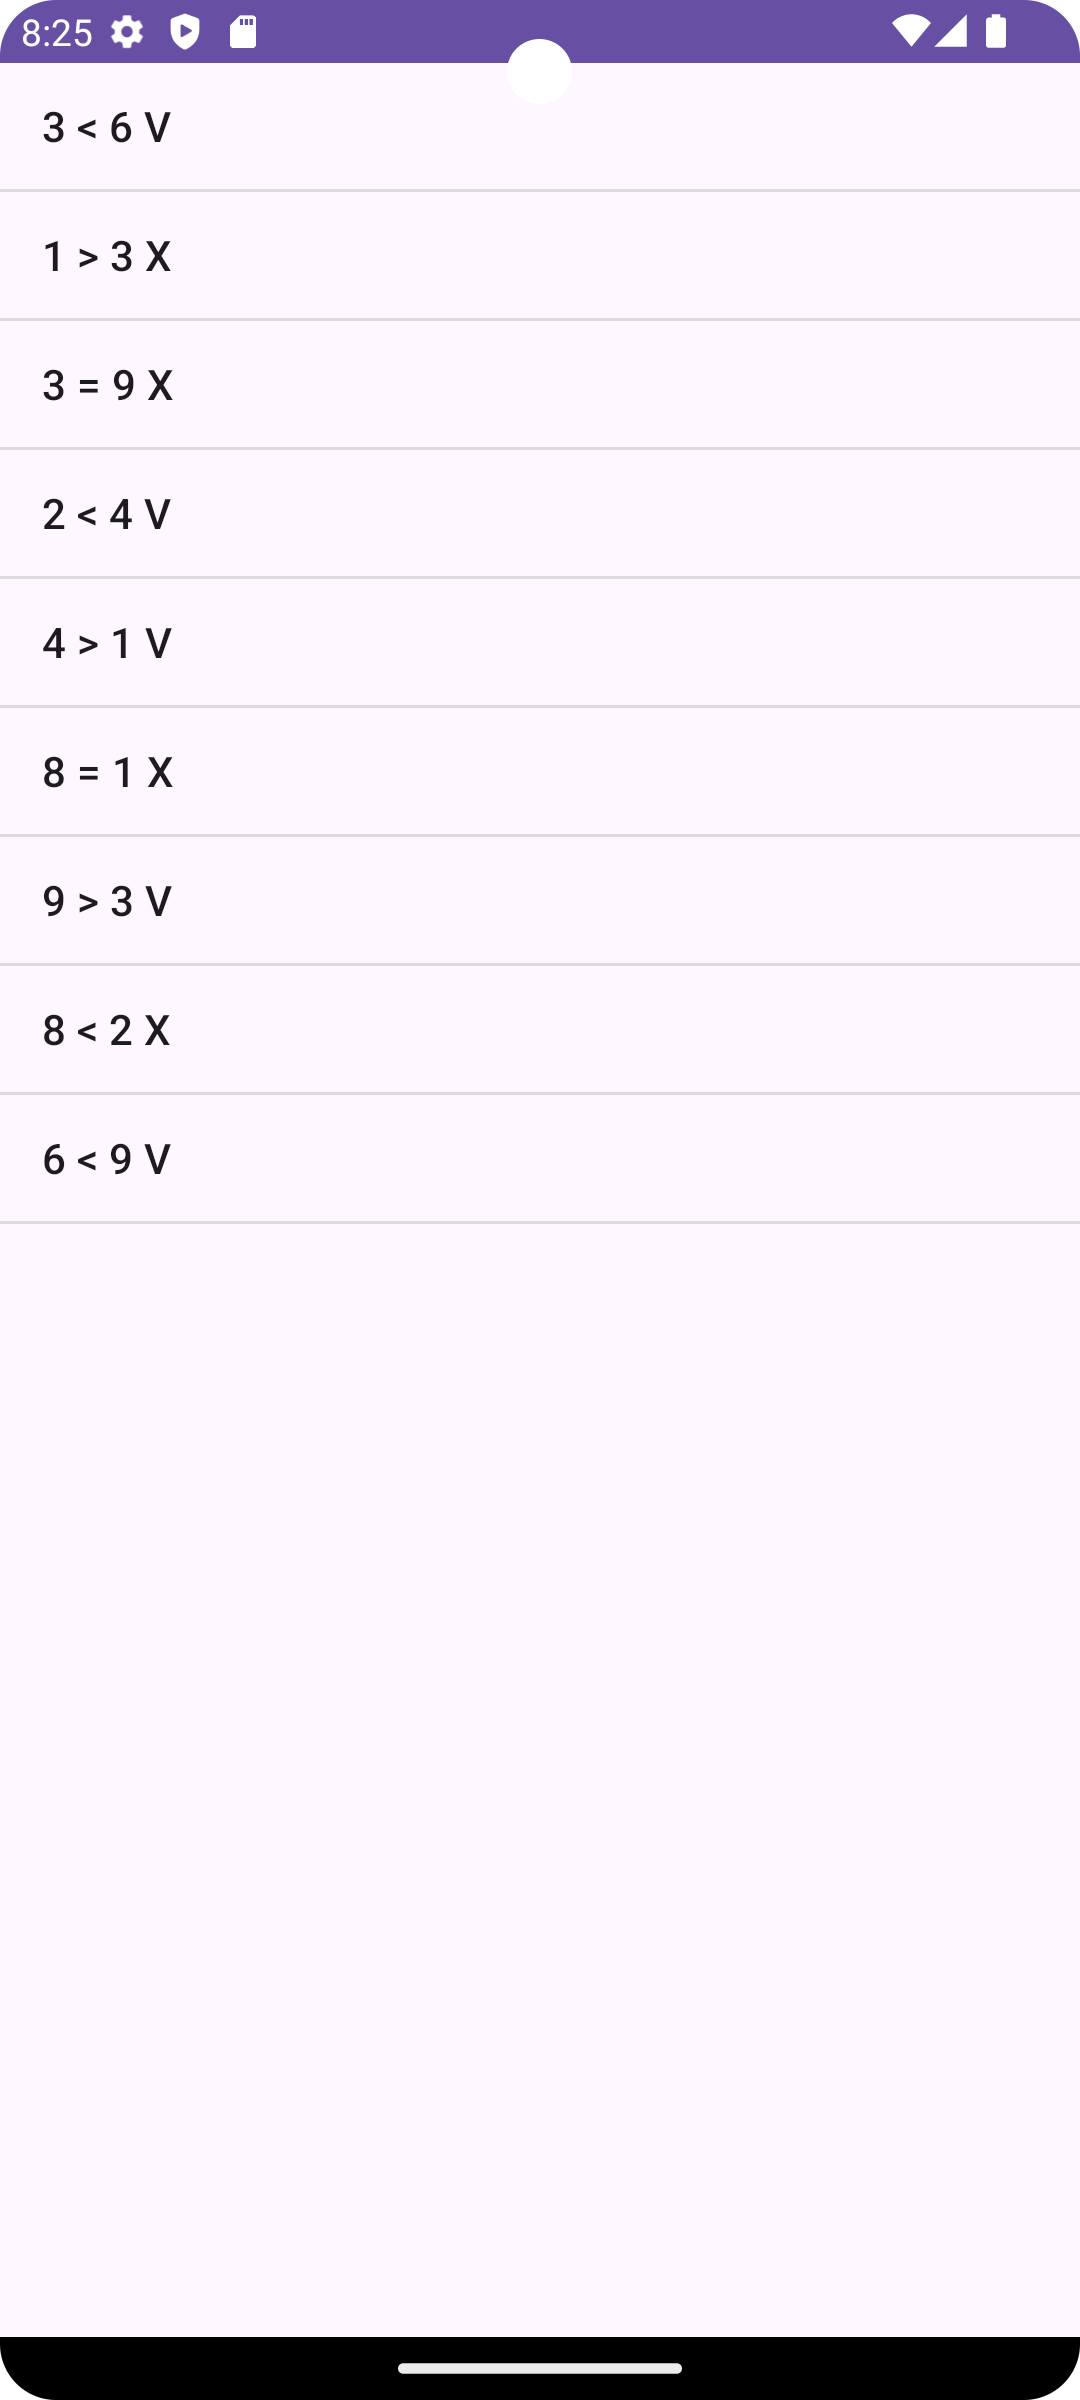 8:25
3 < 6 V
1 > 3 X
3 = 9 X
2 < 4 V
4 > 1 V
8 = 1 X
9 > 3 V
8 < 2 X
6 < 9 V